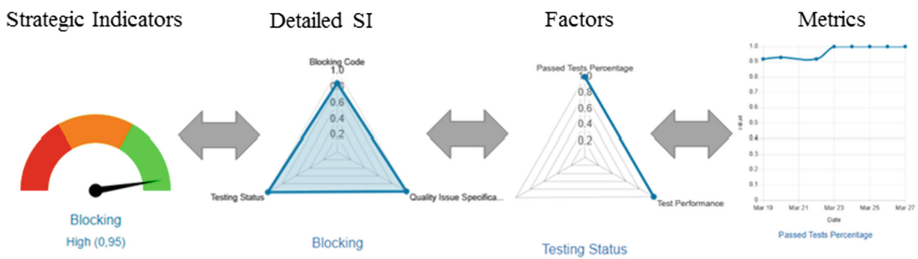 Strategic Indicators
Detailed SI
Factors
Metrics
Blocking
High (0,95)
Blocking Code
1.0
0.8
0.6
0.4
0.2
Testing Status
Quality Issue Specifica...
Blocking
Passed Tests Percentage
1.0
0.8
0.6
0.4
0.2
Test Performance
Testing Status
1.0
0.9
0.8
0.7
0.6
0.5
0.4
0.3
0.2
0.1
0
value
Mar 19
Mar 21
Mar 23
Mar 25
Mar 27
Date
Passed Tests Percentage